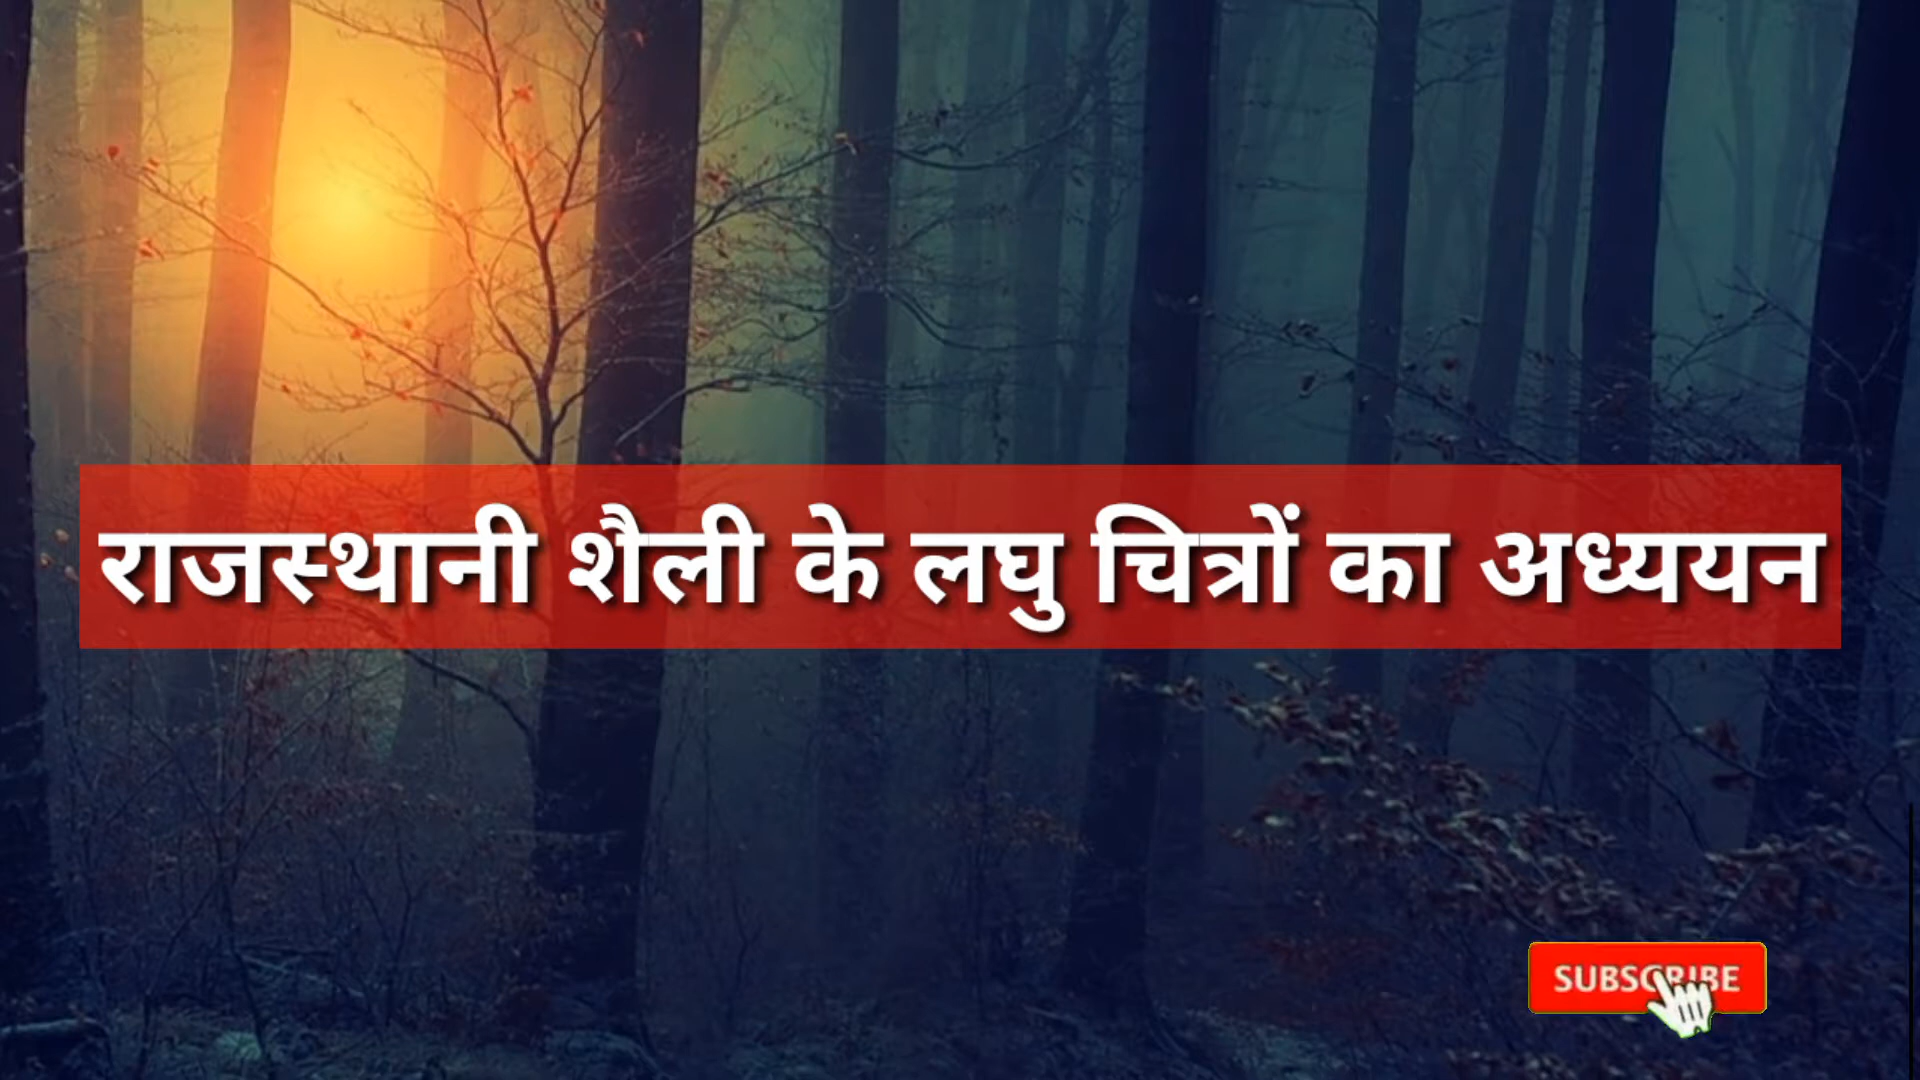 राजस्थानी शैली के लघु चित्रों का अध्ययन
SUBSCRIBE